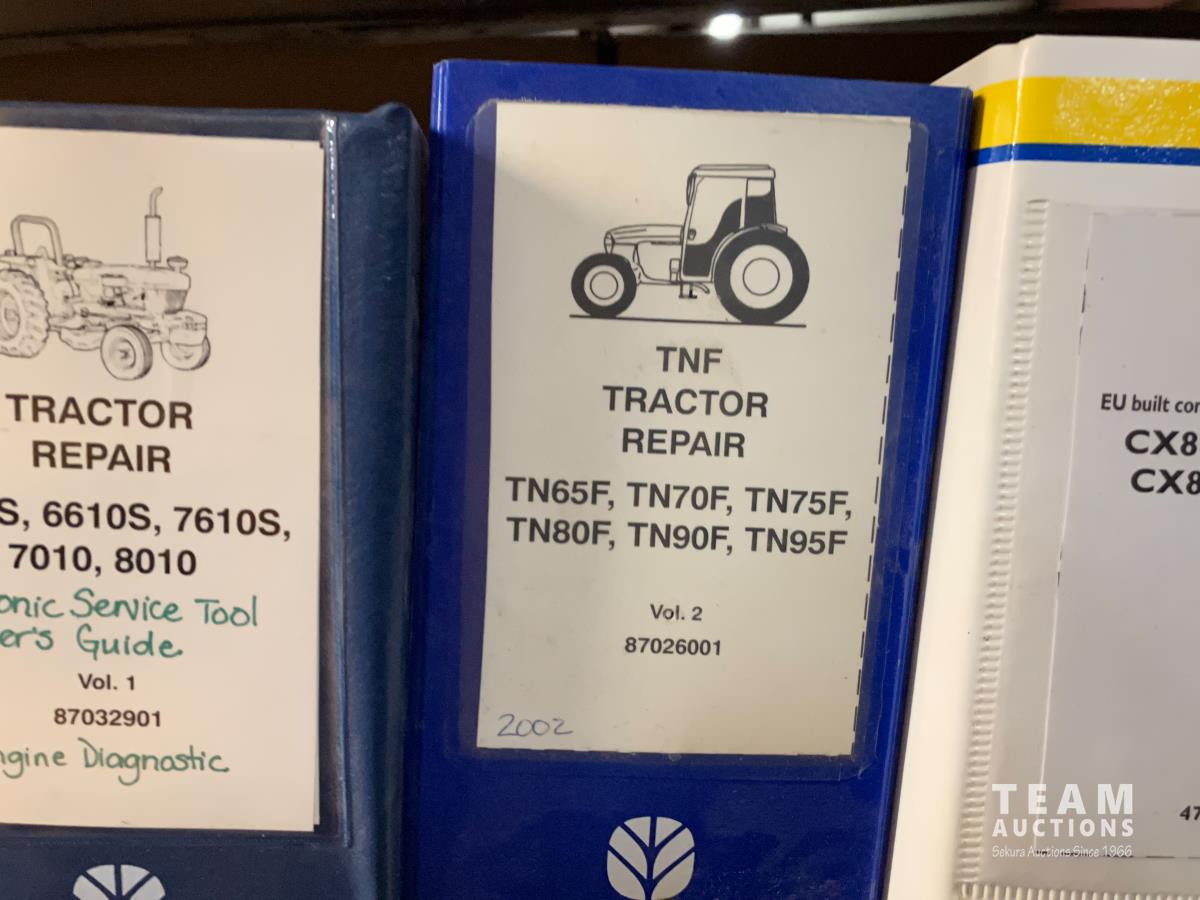 TRACTOR
REPAIR
S, 6610S, 7610S,
7010, 8010
onic Service Tool
er's Guide
Vol. 1
87032901
ngine Diagnostic
TNF
TRACTOR
REPAIR
TN65F, TN70F, TN75F,
TN80F, TN90F, TN95F
Vol. 2
87026001
2002
EU built cor
CX8
CX8
47
TEAM
AUCTIONS
Sekura Auctions Since 1966